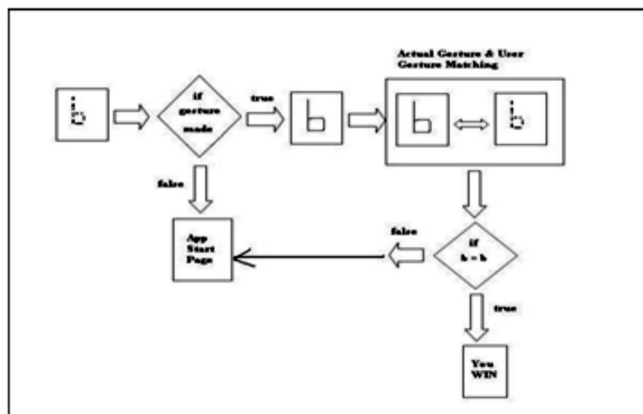 Actual Gesture & User
Gesture Matching
b
if
gesture
made
true
b
b
b
false
App
Start
Page
false
if
b = b
true
You
WIN